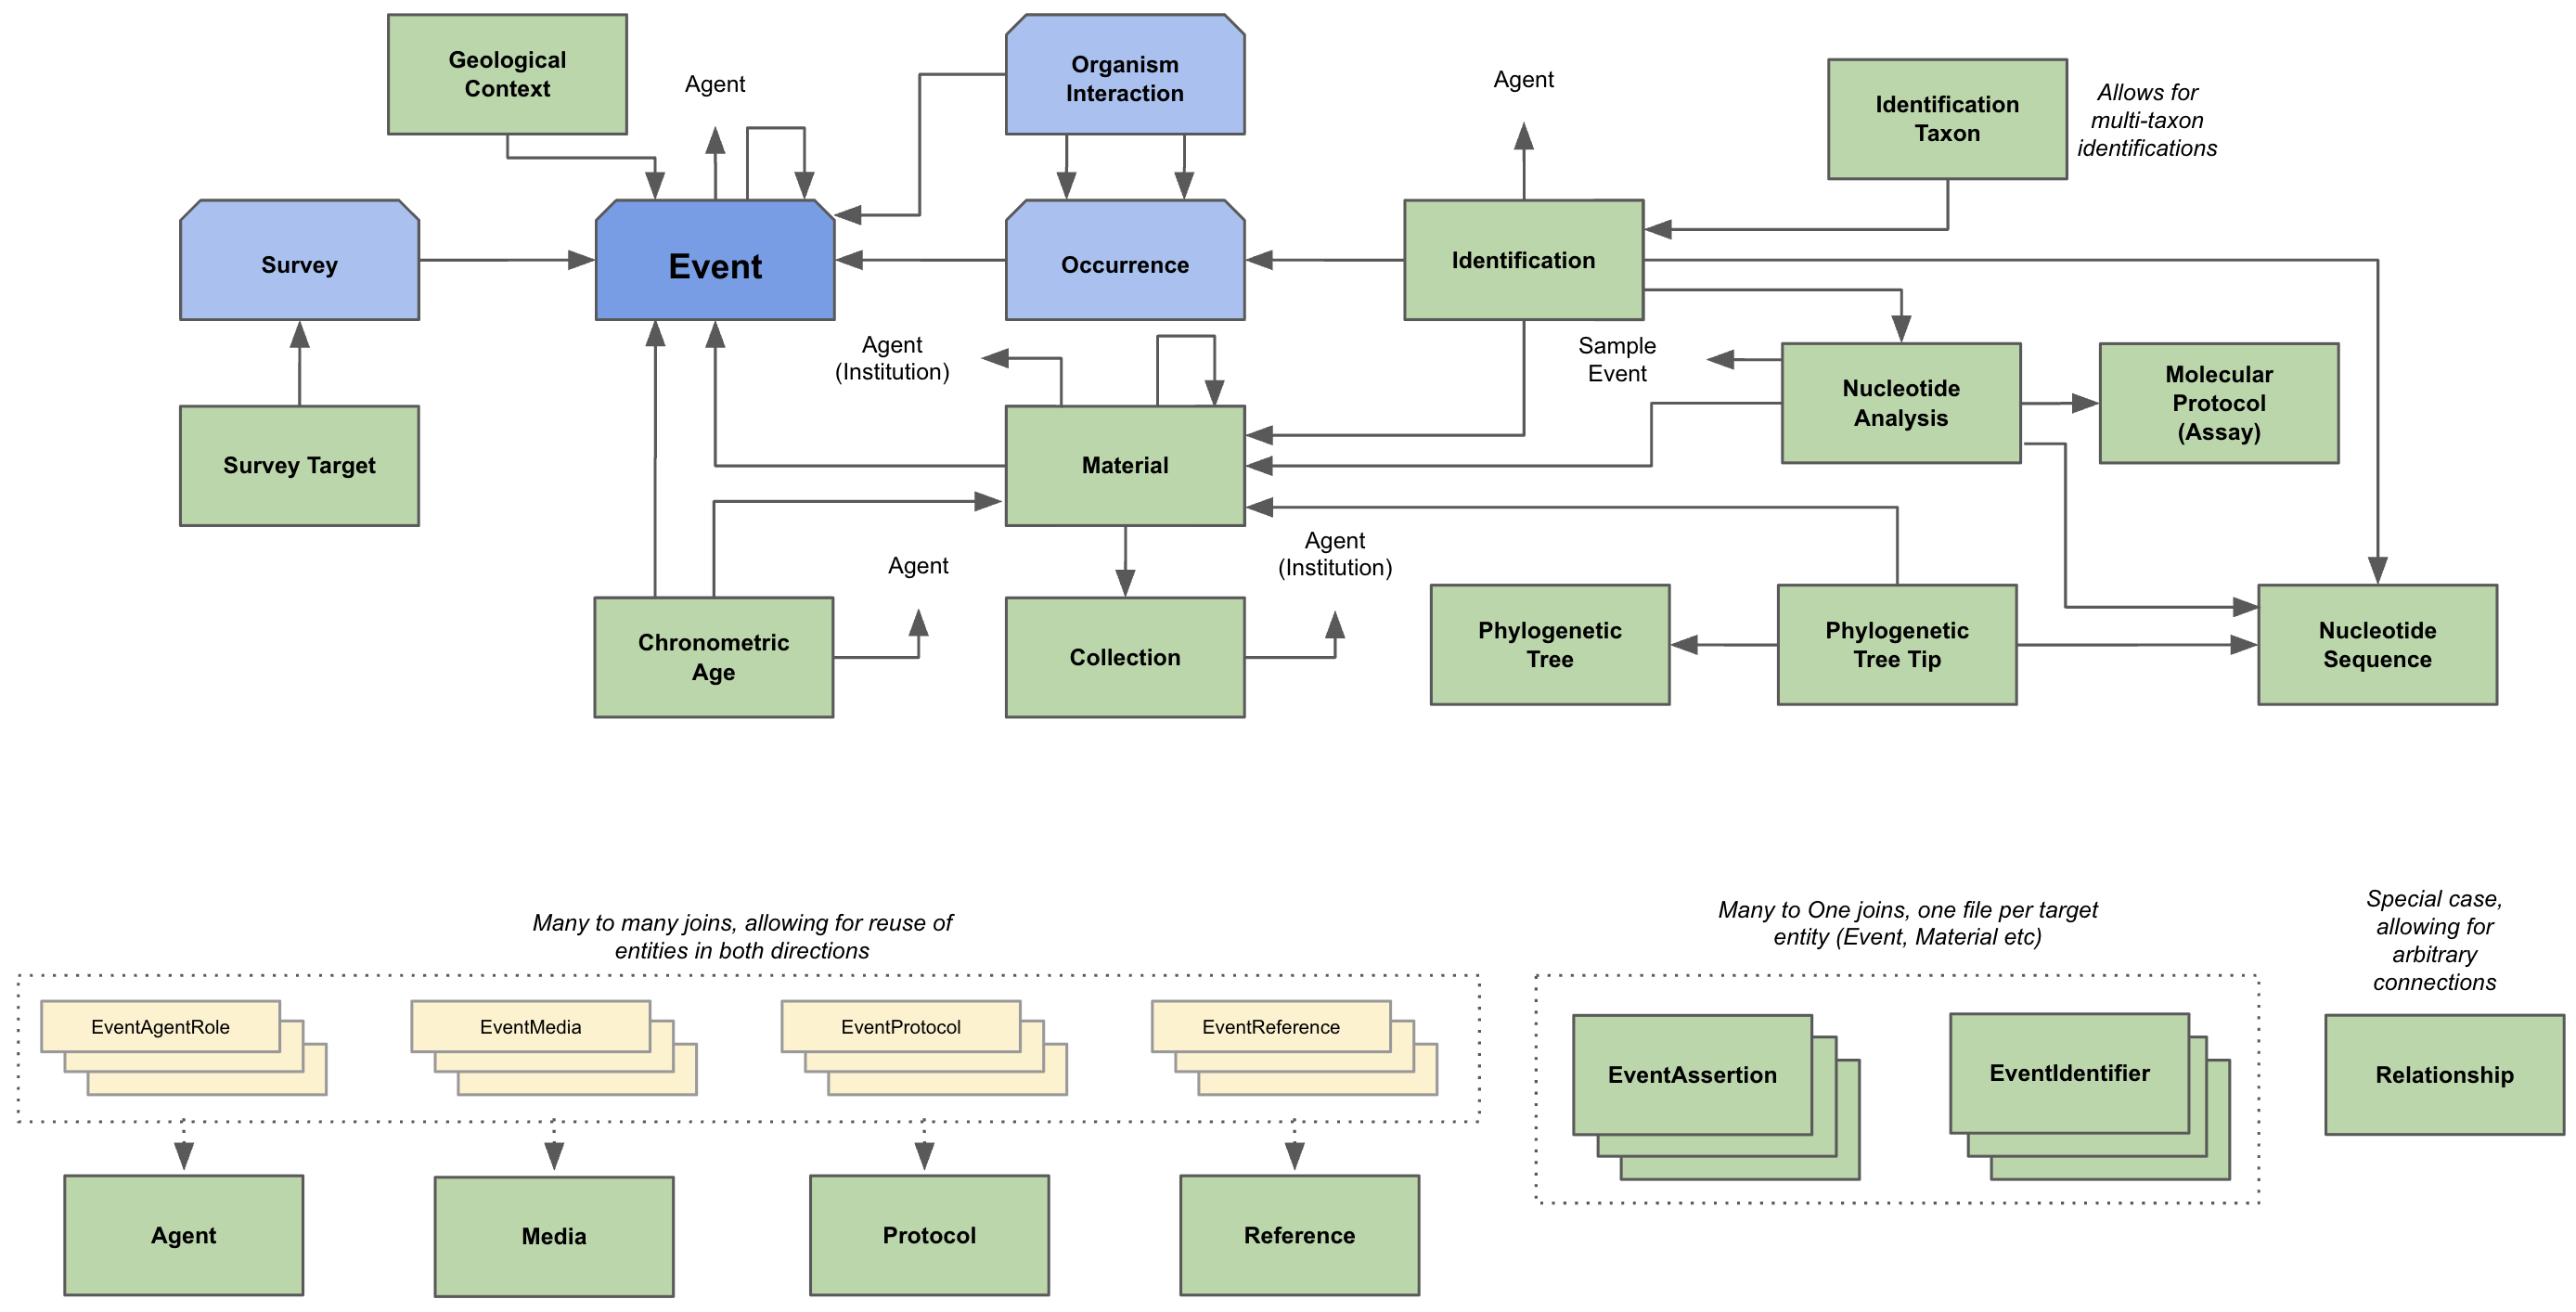 Geological
Context
Agent
Organism
Interaction
Agent
Identification
Taxon
Allows for
multi-taxon
identifications
Survey
Event
Occurrence
Identification
Agent
(Institution)
Sample
Event
Nucleotide
Analysis
Molecular
Protocol
(Assay)
Survey Target
Material
Agent
Agent
(Institution)
Chronometric
Age
Collection
Phylogenetic
Tree
Phylogenetic
Tree Tip
Nucleotide
Sequence
Many to many joins, allowing for reuse of
entities in both directions
Many to One joins, one file per target
entity (Event, Material etc)
Special case,
allowing for
arbitrary
connections
EventAgentRole
EventMedia
EventProtocol
EventReference
EventAssertion
EventIdentifier
Relationship
Agent
Media
Protocol
Reference